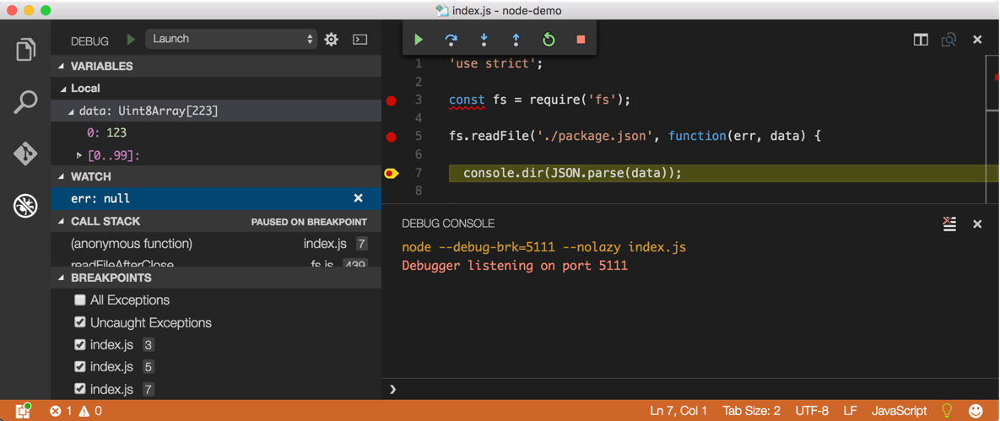 index.js - node-demo
DEBUG
Launch
VARIABLES
Local
data: Uint8Array[223]
0: 123
[0..99]:
WATCH
err: null
CALL STACK PAUSED ON BREAKPOINT
(anonymous function) index.js 7
readFileAfterClose fs.js 439
BREAKPOINTS
All Exceptions
Uncaught Exceptions
index.js 3
index.js 5
index.js 7
1 'use strict';
2
3 const fs = require('fs');
4
5 fs.readFile('./package.json', function(err, data) {
6
7 console.dir(JSON.parse(data));
8
DEBUG CONSOLE
node --debug-brk=5111 --nolazy index.js
Debugger listening on port 5111
❯
1 0
Ln 7, Col 1 Tab Size: 2 UTF-8 LF JavaScript